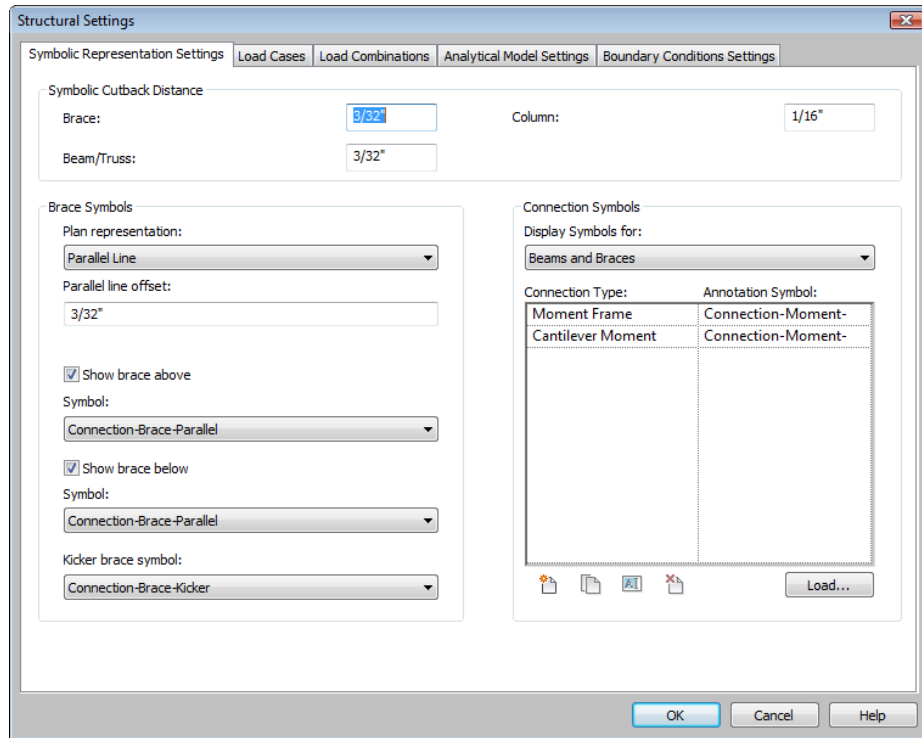 Structural Settings
Symbolic Representation Settings Load Cases Load Combinations Analytical Model Settings Boundary Conditions Settings
Symbolic Cutback Distance
Brace: 3/32" Column: 1/16"
Beam/Truss: 3/32"
Brace Symbols
Plan representation:
Parallel Line
Parallel line offset:
3/32"
Show brace above
Symbol:
Connection-Brace-Parallel
Show brace below
Symbol:
Connection-Brace-Parallel
Kicker brace symbol:
Connection-Brace-Kicker
Connection Symbols
Display Symbols for:
Beams and Braces
Connection Type: Annotation Symbol:
Moment Frame Connection-Moment-
Cantilever Moment Connection-Moment-
AI
Load...
OK Cancel Help